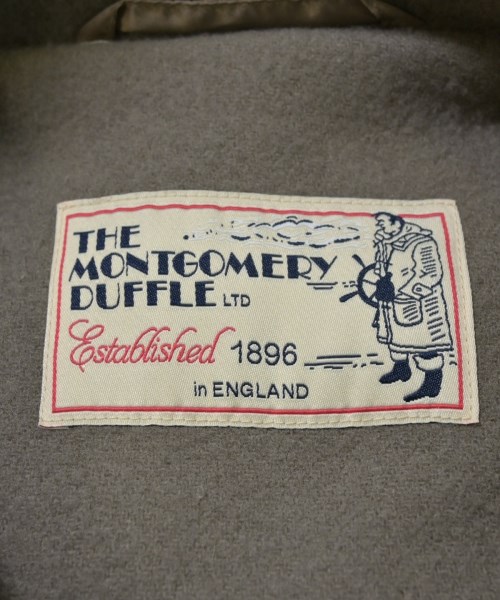 THE
MONTGOMERY
DUFFLE LTD
Established 1896
in ENGLAND